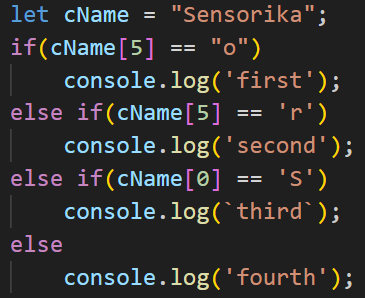 let cName = "Sensorika";
if(cName[5] == "o")
    console.log('first');
else if(cName[5] == 'r')
    console.log('second');
else if(cName[0] == 'S')
    console.log(`third`);
else
    console.log('fourth');